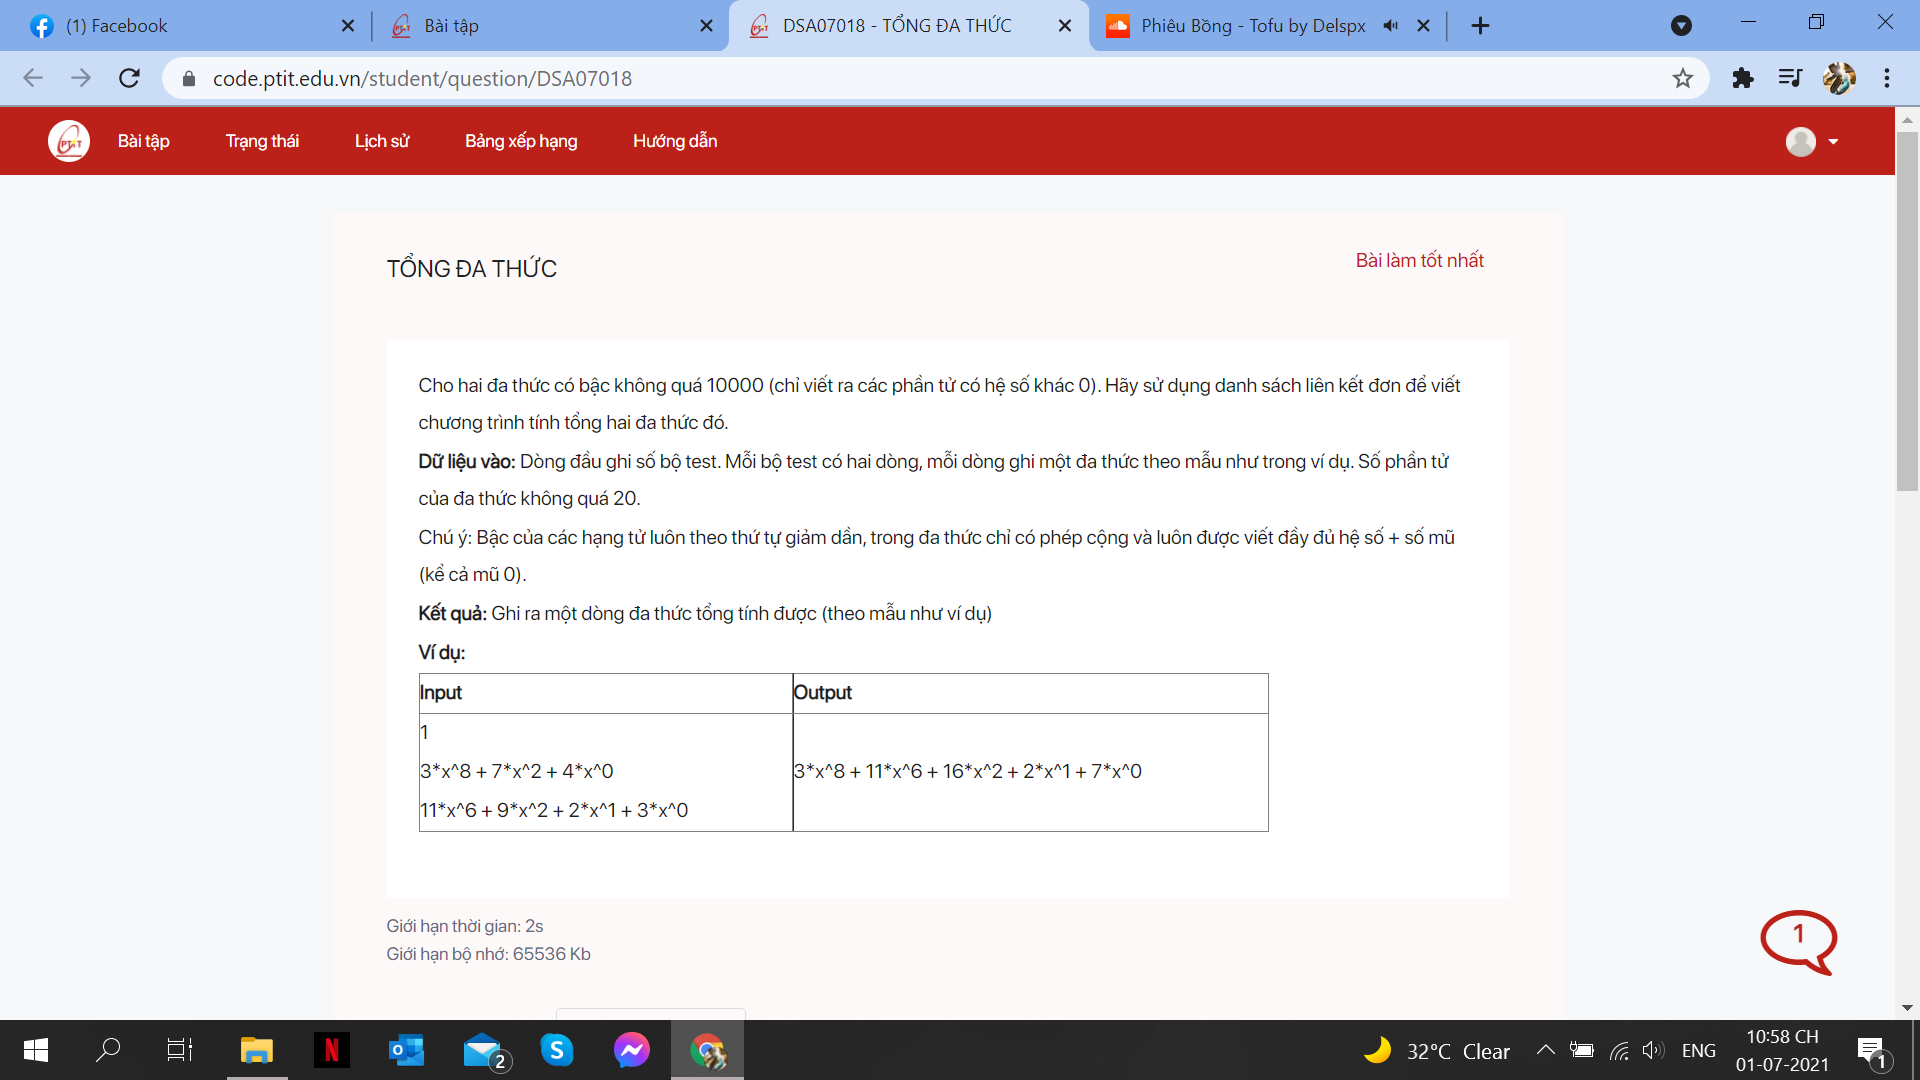 (1) Facebook
Bài tập
DSA07018 - TỔNG ĐA THỨC
Phiêu Bồng - Tofu by Delspx
code.ptit.edu.vn/student/question/DSA07018
PTIT
Bài tập
Trạng thái
Lịch sử
Bảng xếp hạng
Hướng dẫn
TỔNG ĐA THỨC
Bài làm tốt nhất
Cho hai đa thức có bậc không quá 10000 (chỉ viết ra các phần tử có hệ số khác 0). Hãy sử dụng danh sách liên kết đơn để viết
chương trình tính tổng hai đa thức đó.
Dữ liệu vào: Dòng đầu ghi số bộ test. Mỗi bộ test có hai dòng, mỗi dòng ghi một đa thức theo mẫu như trong ví dụ. Số phần tử
của đa thức không quá 20.
Chú ý: Bậc của các hạng tử luôn theo thứ tự giảm dần, trong đa thức chỉ có phép cộng và luôn được viết đầy đủ hệ số + số mũ
(kể cả mũ 0).
Kết quả: Ghi ra một dòng đa thức tổng tính được (theo mẫu như ví dụ)
Ví dụ:
Input
Output
1
3*x^8 + 7*x^2 + 4*x^0
11*x^6 + 9*x^2 + 2*x^1 + 3*x^0
3*x^8 + 11*x^6 + 16*x^2 + 2*x^1 + 7*x^0
Giới hạn thời gian: 2s
Giới hạn bộ nhớ: 65536 Kb
1
N
2
32°C Clear
ENG
10:58 CH
01-07-2021
1